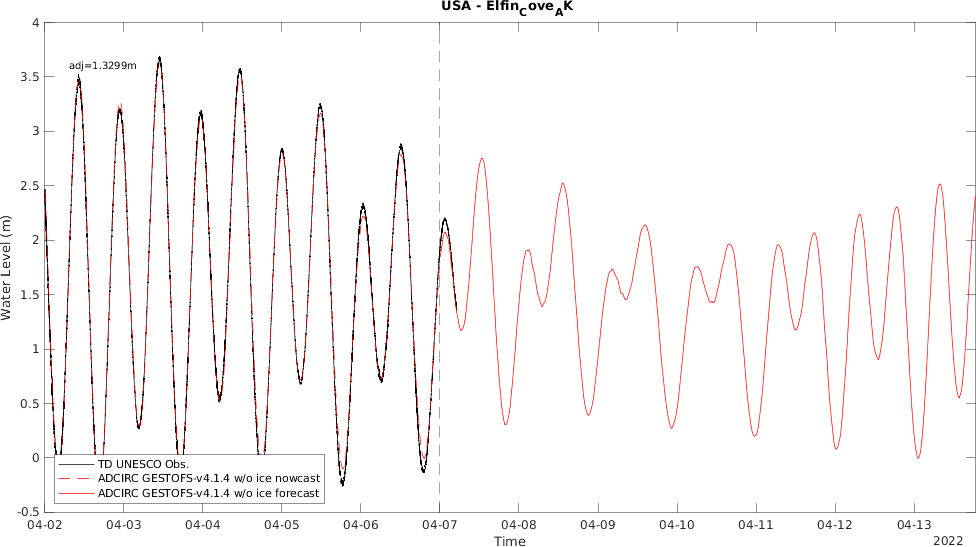 USA - ElfinCoveAK
4
adj=1.3299m
3.5
3
2.5
2
1.5
1
0.5
0
-0.5
Water Level (m)
TD UNESCO Obs.
ADCIRC GESTOFS-v4.1.4 w/o ice nowcast
ADCIRC GESTOFS-v4.1.4 w/o ice forecast
04-02 04-03 04-04 04-05 04-06 04-07 04-08 04-09 04-10 04-11 04-12 04-13
Time
2022